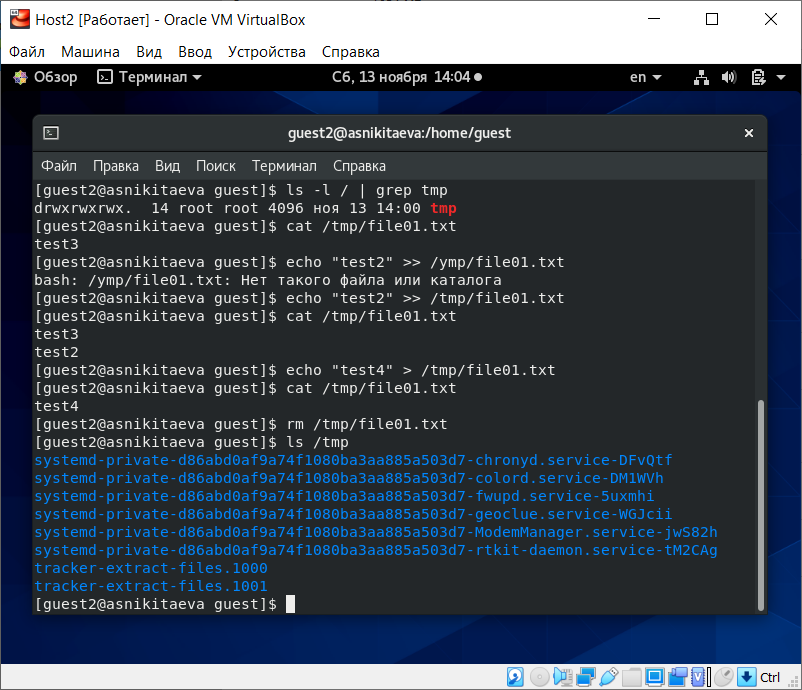 Host2 [Работает] - Oracle VM VirtualBox
Файл Машина Вид Ввод Устройства Справка
Обзор Терминал Сб, 13 ноября 14:04 en
guest2@asnikitaeva:/home/guest
Файл Правка Вид Поиск Терминал Справка
[guest2@asnikitaeva guest]$ ls -l / | grep tmp
drwxrwxrwx.  14 root root 4096 ноя 13 14:00 tmp
[guest2@asnikitaeva guest]$ cat /tmp/file01.txt
test3
[guest2@asnikitaeva guest]$ echo "test2" >> /ymp/file01.txt
bash: /ymp/file01.txt: Нет такого файла или каталога
[guest2@asnikitaeva guest]$ echo "test2" >> /tmp/file01.txt
[guest2@asnikitaeva guest]$ cat /tmp/file01.txt
test3
test2
[guest2@asnikitaeva guest]$ echo "test4" > /tmp/file01.txt
[guest2@asnikitaeva guest]$ cat /tmp/file01.txt
test4
[guest2@asnikitaeva guest]$ rm /tmp/file01.txt
[guest2@asnikitaeva guest]$ ls /tmp
systemd-private-d86abd0af9a74f1080ba3aa885a503d7-chronyd.service-DFvQtf
systemd-private-d86abd0af9a74f1080ba3aa885a503d7-colord.service-DM1WVh
systemd-private-d86abd0af9a74f1080ba3aa885a503d7-fwupd.service-5uxmhi
systemd-private-d86abd0af9a74f1080ba3aa885a503d7-geoclue.service-WGJcii
systemd-private-d86abd0af9a74f1080ba3aa885a503d7-ModemManager.service-jwS82h
systemd-private-d86abd0af9a74f1080ba3aa885a503d7-rtkit-daemon.service-tM2CAg
tracker-extract-files.1000
tracker-extract-files.1001
[guest2@asnikitaeva guest]$
Ctrl